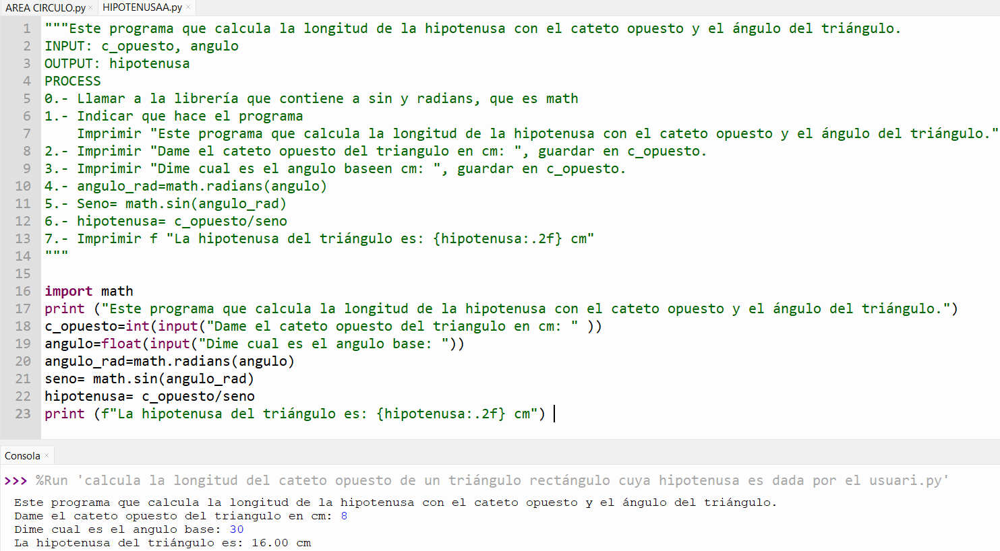 AREA CIRCULO.py × HIPOTENUSAA.py ×
1 """Este programa que calcula la longitud de la hipotenusa con el cateto opuesto y el ángulo del triángulo.
2 INPUT: c_opuesto, angulo
3 OUTPUT: hipotenusa
4 PROCESS
5 0.- Llamar a la librería que contiene a sin y radians, que es math
6 1.- Indicar que hace el programa
7     Imprimir "Este programa que calcula la longitud de la hipotenusa con el cateto opuesto y el ángulo del triángulo."
8 2.- Imprimir "Dame el cateto opuesto del triangulo en cm: ", guardar en c_opuesto.
9 3.- Imprimir "Dime cual es el angulo baseen cm: ", guardar en c_opuesto.
10 4.- angulo_rad=math.radians(angulo)
11 5.- Seno= math.sin(angulo_rad)
12 6.- hipotenusa= c_opuesto/seno
13 7.- Imprimir f "La hipotenusa del triángulo es: {hipotenusa:.2f} cm"
14 """
15
16 import math
17 print ("Este programa que calcula la longitud de la hipotenusa con el cateto opuesto y el ángulo del triángulo.")
18 c_opuesto=int(input("Dame el cateto opuesto del triangulo en cm: " ))
19 angulo=float(input("Dime cual es el angulo base: "))
20 angulo_rad=math.radians(angulo)
21 seno= math.sin(angulo_rad)
22 hipotenusa= c_opuesto/seno
23 print (f"La hipotenusa del triángulo es: {hipotenusa:.2f} cm")
Consola ×
>>> %Run 'calcula la longitud del cateto opuesto de un triángulo rectángulo cuya hipotenusa es dada por el usuari.py'
Este programa que calcula la longitud de la hipotenusa con el cateto opuesto y el ángulo del triángulo.
Dame el cateto opuesto del triangulo en cm: 8
Dime cual es el angulo base: 30
La hipotenusa del triángulo es: 16.00 cm